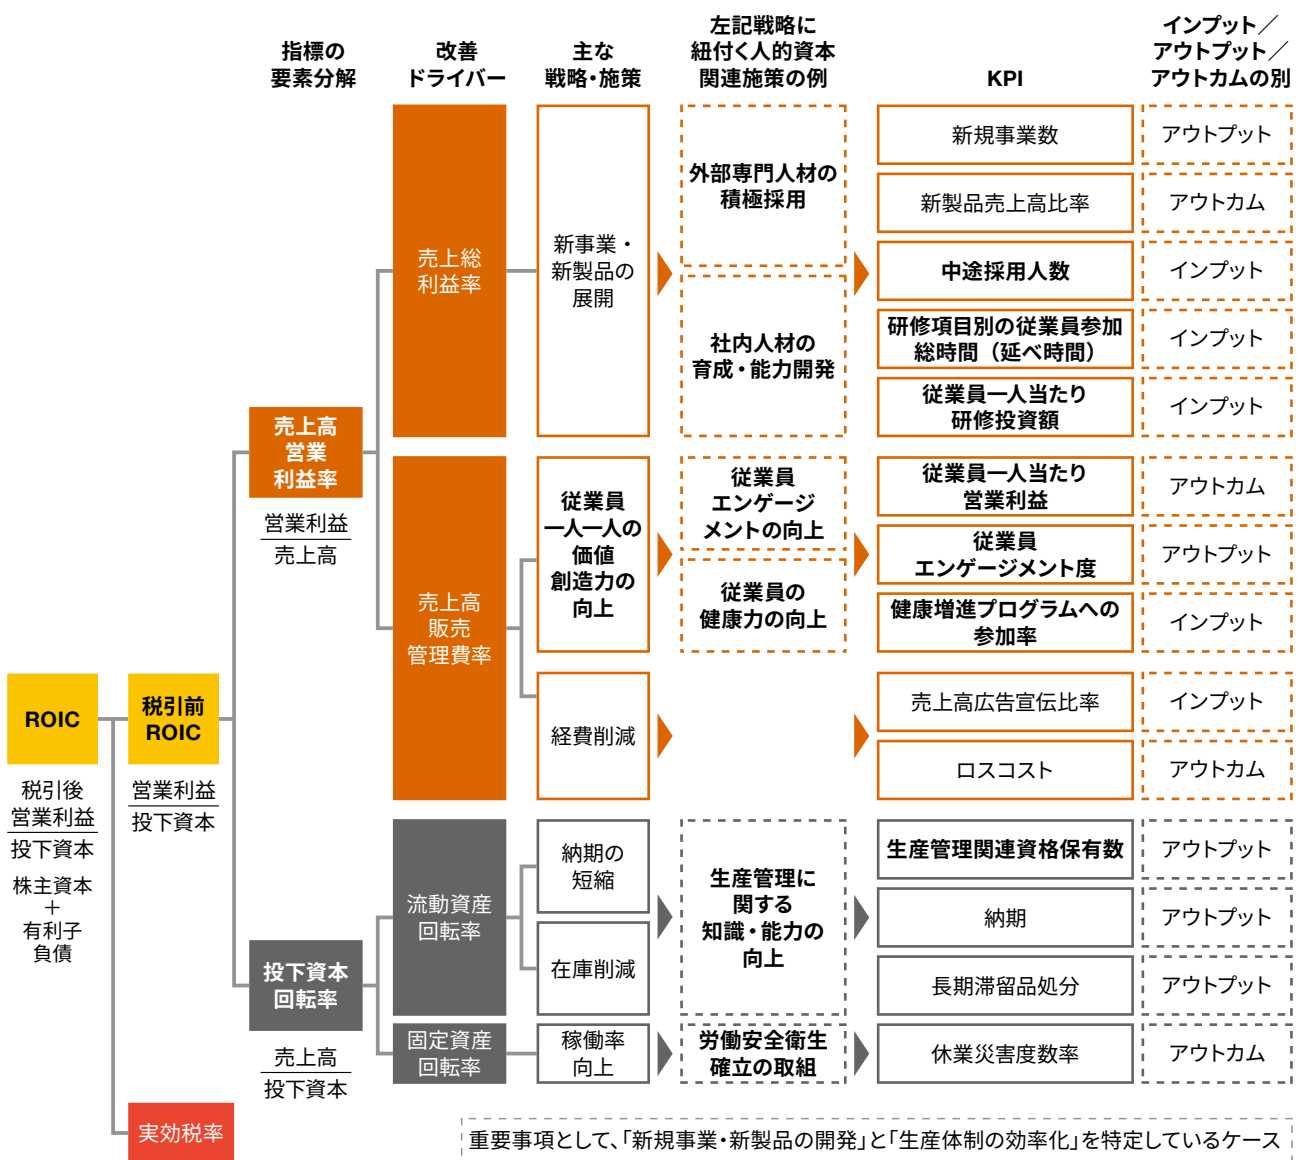 指標の
要素分解
改善
ドライバー
主な
戦略・施策
左記戦略に
紐付く人的資本
関連施策の例
KPI
インプット／
アウトプット／
アウトカムの別
ROIC
税引後
営業利益
投下資本
株主資本
＋
有利子
負債
税引前
ROIC
営業利益
投下資本
実効税率
売上高
営業
利益率
営業利益
売上高
投下資本
回転率
売上高
投下資本
売上総
利益率
新事業・
新製品の
展開
外部専門人材の
積極採用
社内人材の
育成・能力開発
新規事業数
アウトプット
新製品売上高比率
アウトカム
中途採用人数
インプット
研修項目別の従業員参加
総時間（延べ時間）
インプット
従業員一人当たり
研修投資額
インプット
売上高
販売
管理費率
従業員
一人一人の
価値
創造力の
向上
従業員
エンゲージ
メントの向上
従業員の
健康力の向上
従業員一人当たり
営業利益
アウトカム
従業員
エンゲージメント度
アウトプット
健康増進プログラムへの
参加率
インプット
経費削減
売上高広告宣伝比率
インプット
ロスコスト
アウトカム
流動資産
回転率
納期の
短縮
在庫削減
生産管理に
関する
知識・能力の
向上
生産管理関連資格保有数
アウトプット
納期
アウトプット
長期滞留品処分
アウトプット
固定資産
回転率
稼働率
向上
労働安全衛生
確立の取組
休業災害度数率
アウトカム
重要事項として、「新規事業・新製品の開発」と「生産体制の効率化」を特定しているケース